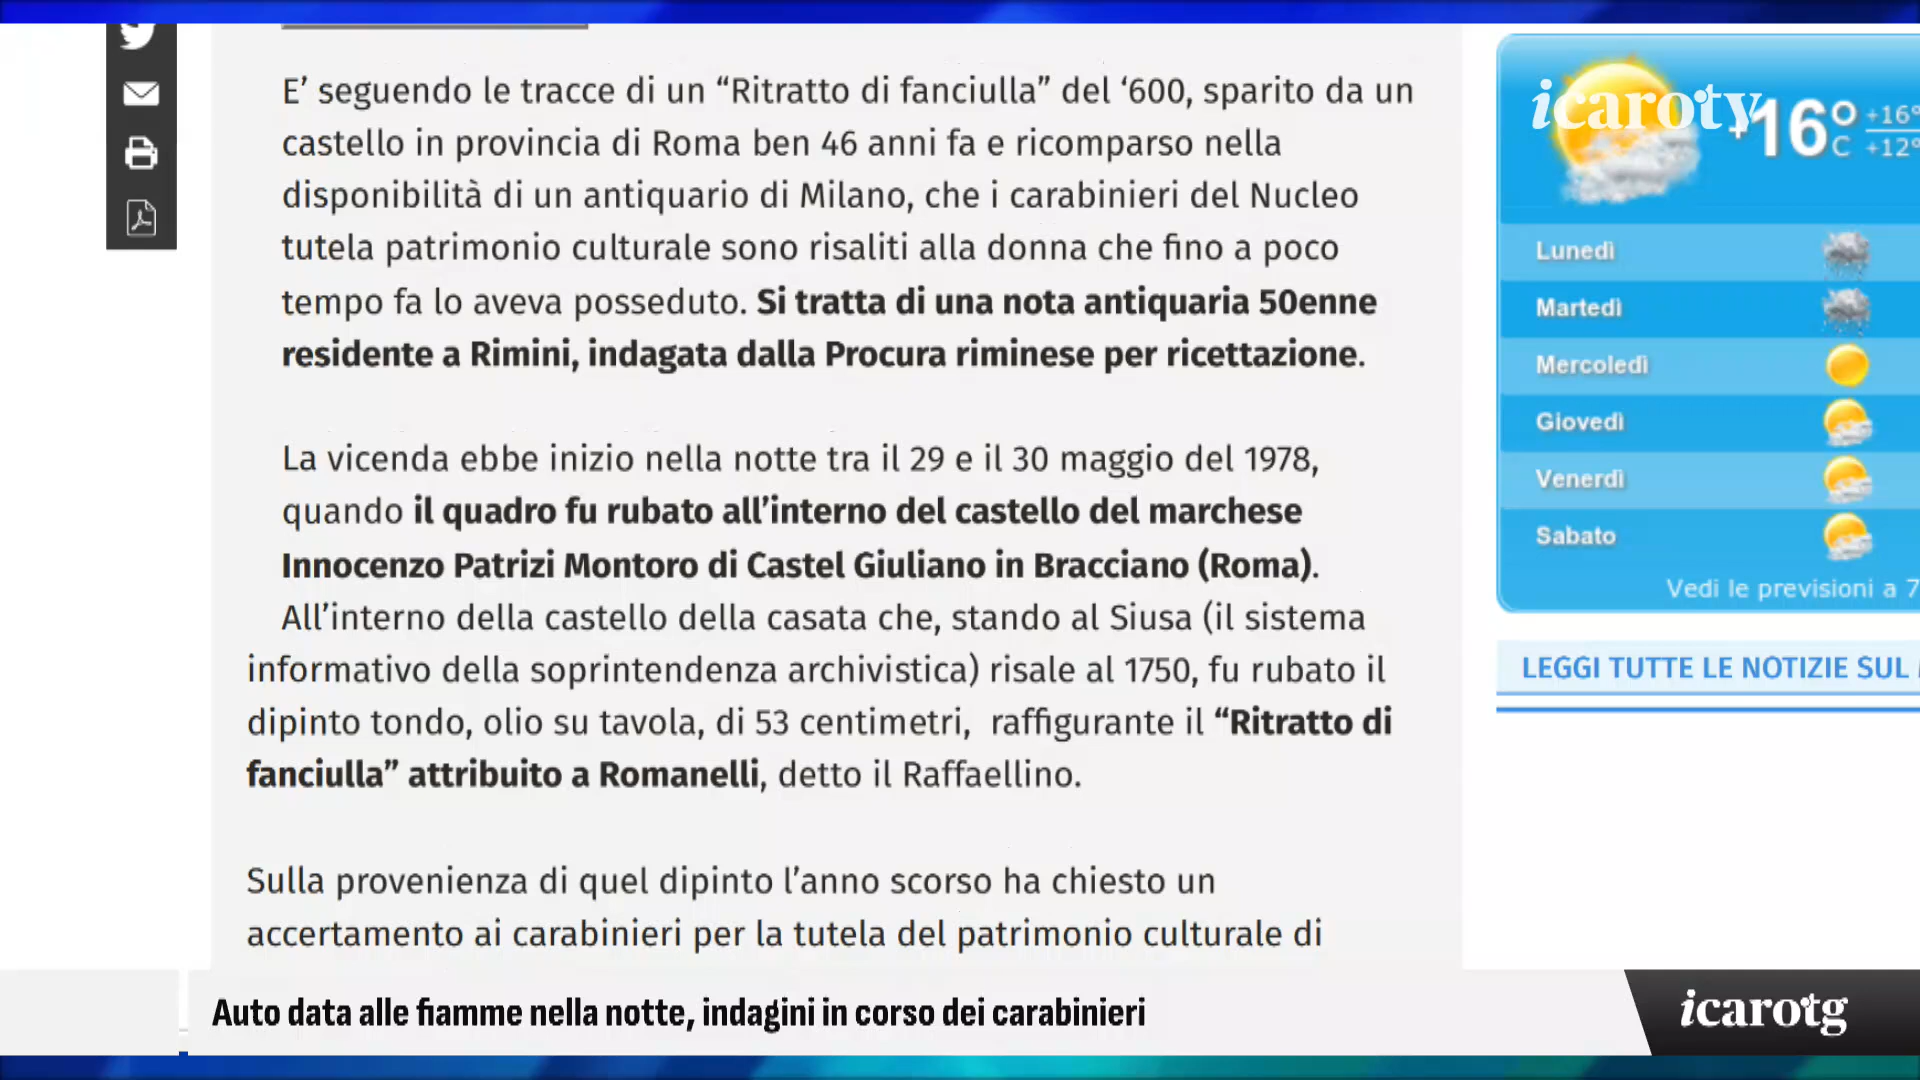 E’ seguendo le tracce di un “Ritratto di fanciulla” del ‘600, sparito da un
castello in provincia di Roma ben 46 anni fa e ricomparso nella
disponibilità di un antiquario di Milano, che i carabinieri del Nucleo
tutela patrimonio culturale sono risaliti alla donna che fino a poco
tempo fa lo aveva posseduto. Si tratta di una nota antiquaria 50enne
residente a Rimini, indagata dalla Procura riminese per ricettazione.
La vicenda ebbe inizio nella notte tra il 29 e il 30 maggio del 1978,
quando il quadro fu rubato all’interno del castello del marchese
Innocenzo Patrizi Montoro di Castel Giuliano in Bracciano (Roma).
All’interno della castello della casata che, stando al Siusa (il sistema
informativo della soprintendenza archivistica) risale al 1750, fu rubato il
dipinto tondo, olio su tavola, di 53 centimetri, raffigurante il “Ritratto di
fanciulla” attribuito a Romanelli, detto il Raffaellino.
Sulla provenienza di quel dipinto l’anno scorso ha chiesto un
accertamento ai carabinieri per la tutela del patrimonio culturale di
icarotv
+16°C
+16°
+12°
Lunedì
Martedì
Mercoledì
Giovedì
Venerdì
Sabato
Vedi le previsioni a 7
LEGGI TUTTE LE NOTIZIE SUL
Auto data alle fiamme nella notte, indagini in corso dei carabinieri
icarotg